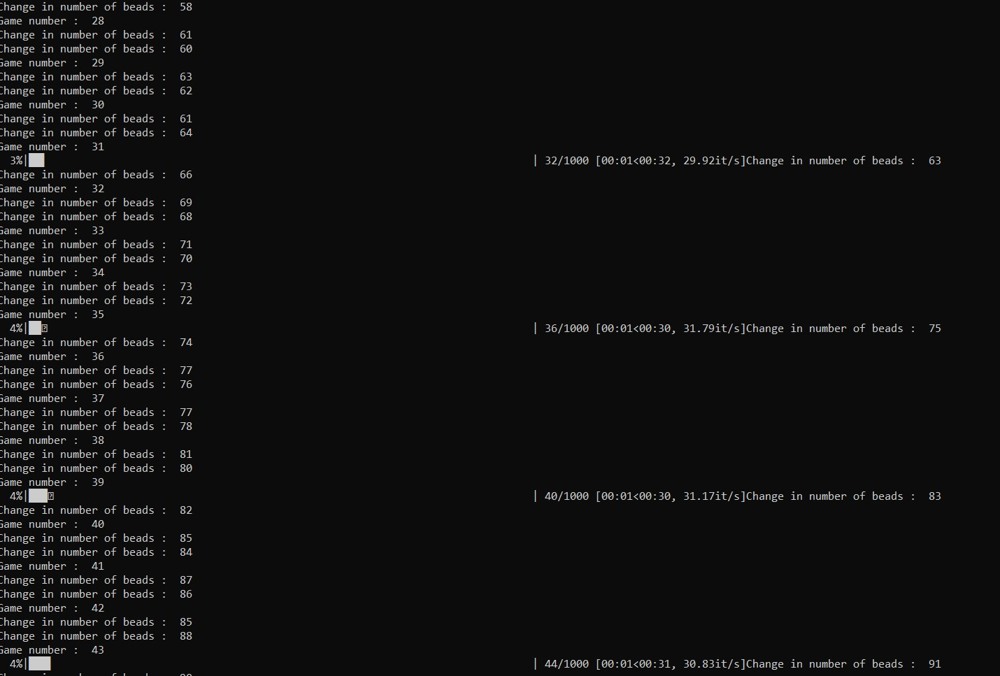 Change in number of beads :  58
Game number :  28
Change in number of beads :  61
Change in number of beads :  60
Game number :  29
Change in number of beads :  63
Change in number of beads :  62
Game number :  30
Change in number of beads :  61
Change in number of beads :  64
Game number :  31
3%| | 32/1000 [00:01<00:32, 29.92it/s]Change in number of beads :  63
Change in number of beads :  66
Game number :  32
Change in number of beads :  69
Change in number of beads :  68
Game number :  33
Change in number of beads :  71
Change in number of beads :  70
Game number :  34
Change in number of beads :  73
Change in number of beads :  72
Game number :  35
4%| | 36/1000 [00:01<00:30, 31.79it/s]Change in number of beads :  75
Change in number of beads :  74
Game number :  36
Change in number of beads :  77
Change in number of beads :  76
Game number :  37
Change in number of beads :  77
Change in number of beads :  78
Game number :  38
Change in number of beads :  81
Change in number of beads :  80
Game number :  39
4%| | 40/1000 [00:01<00:30, 31.17it/s]Change in number of beads :  83
Change in number of beads :  82
Game number :  40
Change in number of beads :  85
Change in number of beads :  84
Game number :  41
Change in number of beads :  87
Change in number of beads :  86
Game number :  42
Change in number of beads :  85
Change in number of beads :  88
Game number :  43
4%| | 44/1000 [00:01<00:31, 30.83it/s]Change in number of beads :  91